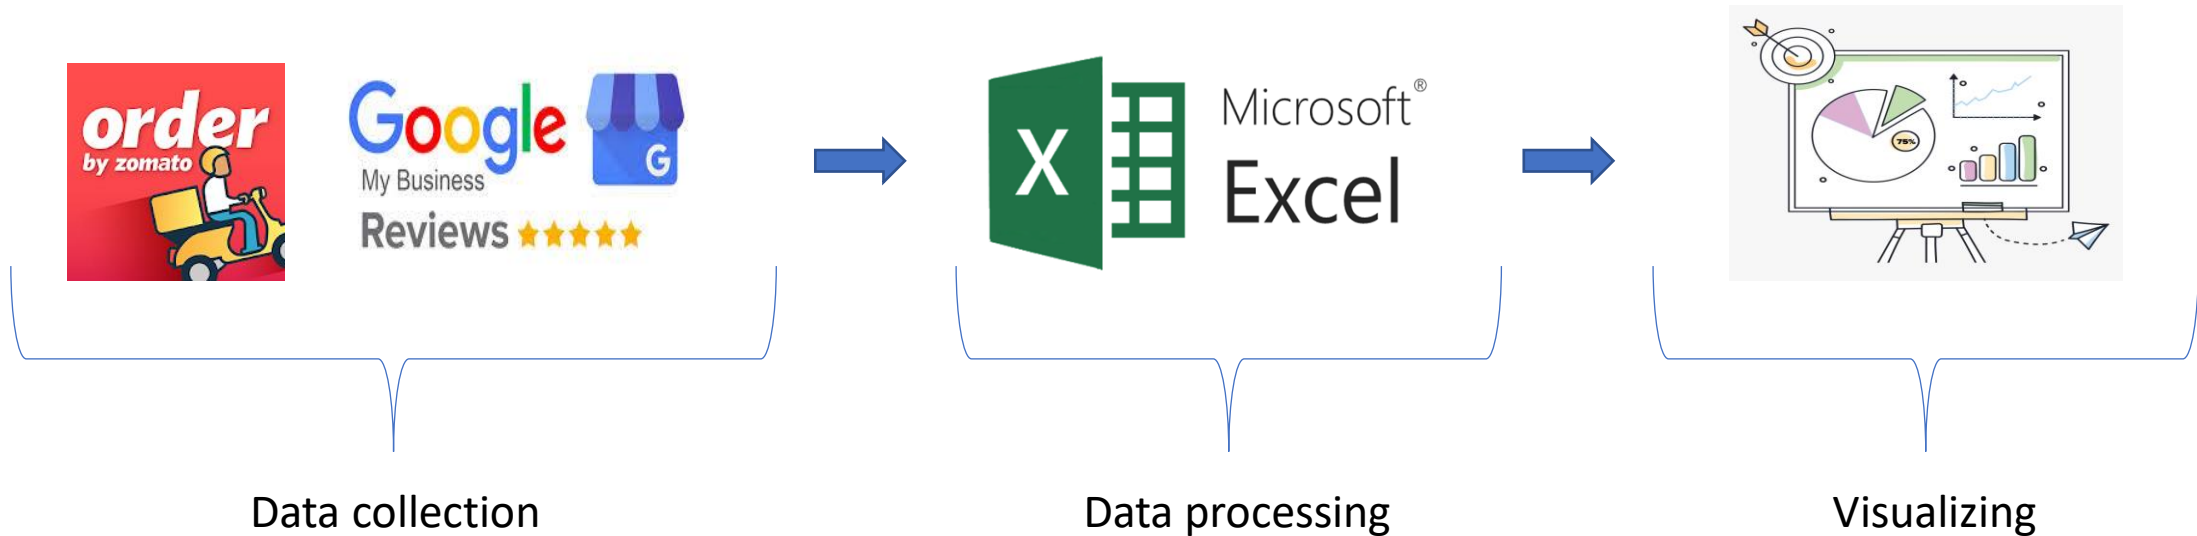 order
by zomato
Google
My Business
G
Reviews
X
Microsoft®
Excel
75%
Data collection
Data processing
Visualizing